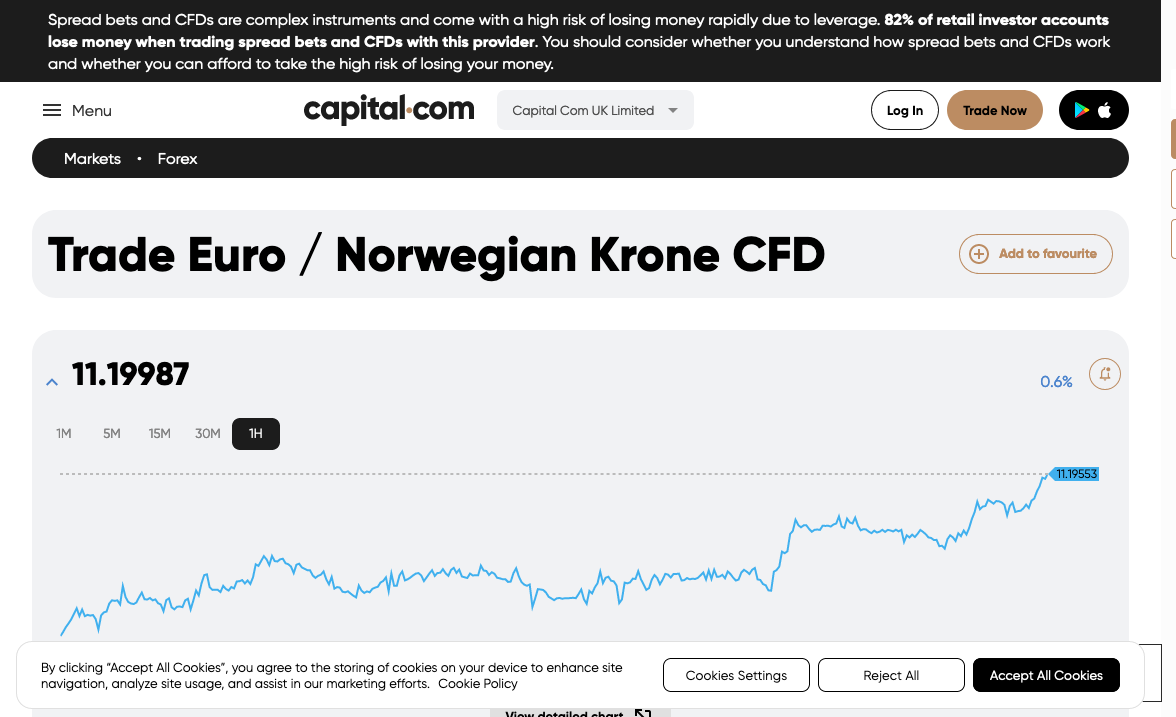 Spread bets and CFDs are complex instruments and come with a high risk of losing money rapidly due to leverage. 82% of retail investor accounts
lose money when trading spread bets and CFDs with this provider. You should consider whether you understand how spread bets and CFDs work
and whether you can afford to take the high risk of losing your money.
Menu
capital.com
Capital Com UK Limited
Log In
Trade Now
Markets • Forex
Trade Euro / Norwegian Krone CFD
Add to favourite
11.19987
0.6%
1M 5M 15M 30M 1H
11.19553
By clicking “Accept All Cookies”, you agree to the storing of cookies on your device to enhance site
navigation, analyze site usage, and assist in our marketing efforts. Cookie Policy
Cookies Settings
Reject All
Accept All Cookies
View detailed chart